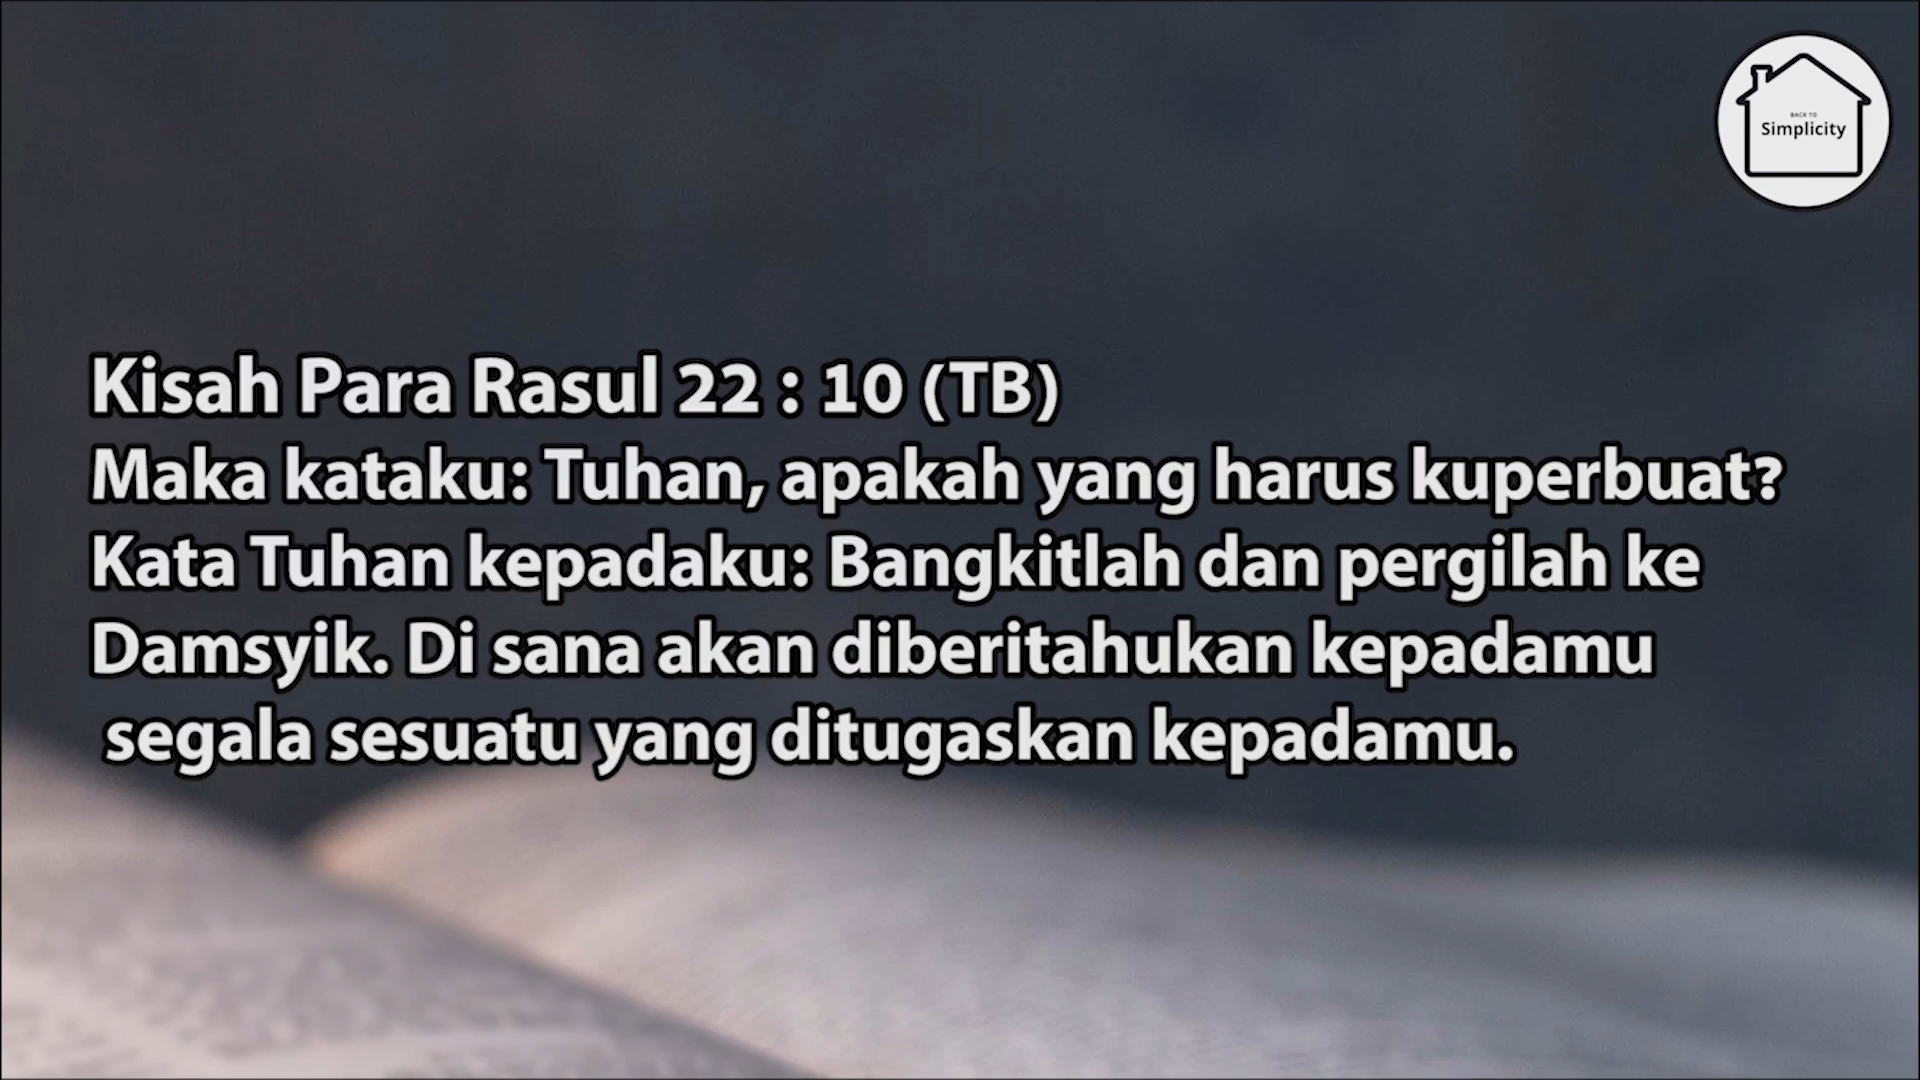 BACK TO
Simplicity
Kisah Para Rasul 22 : 10 (TB)
Maka kataku: Tuhan, apakah yang harus kuperbuat?
Kata Tuhan kepadaku: Bangkitlah dan pergilah ke
Damsyik. Di sana akan diberitahukan kepadamu
segala sesuatu yang ditugaskan kepadamu.